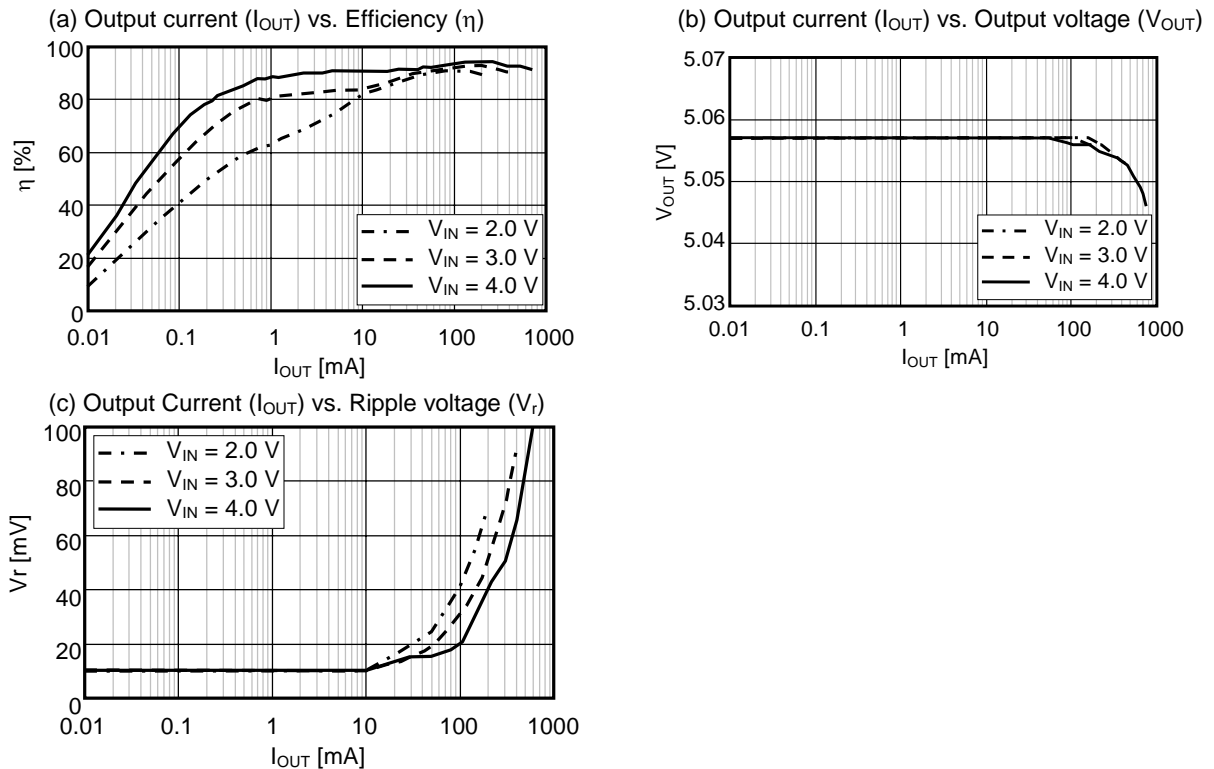 (a) Output current (IOUT) vs. Efficiency (η)
100
80
60
40
20
0
η [%]
0.01 0.1 1 10 100 1000
IOUT [mA]
VIN = 2.0 V
VIN = 3.0 V
VIN = 4.0 V
(b) Output current (IOUT) vs. Output voltage (VOUT)
5.07
5.06
5.05
5.04
5.03
VOUT [V]
0.01 0.1 1 10 100 1000
IOUT [mA]
VIN = 2.0 V
VIN = 3.0 V
VIN = 4.0 V
(c) Output Current (IOUT) vs. Ripple voltage (Vr)
100
80
60
40
20
0
Vr [mV]
0.01 0.1 1 10 100 1000
IOUT [mA]
VIN = 2.0 V
VIN = 3.0 V
VIN = 4.0 V